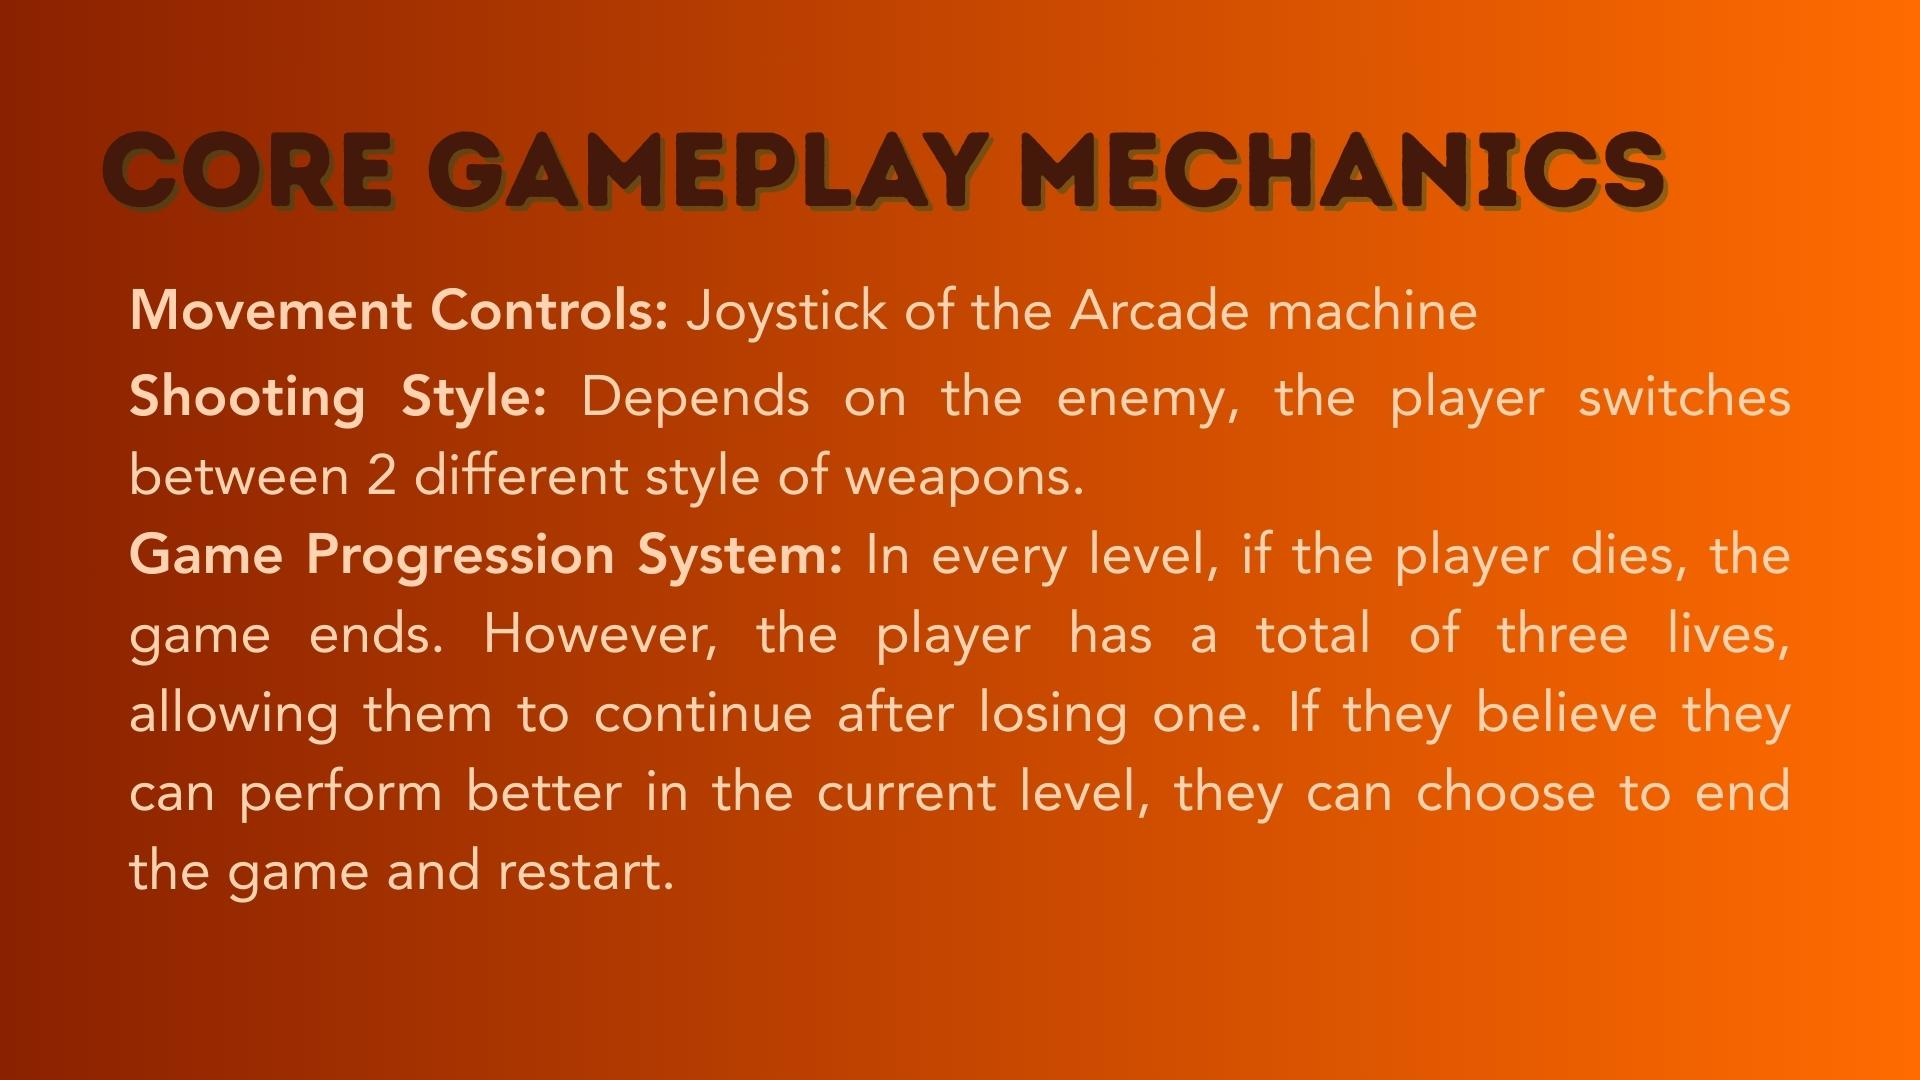 CORE GAMEPLAY MECHANICS
Movement Controls: Joystick of the Arcade machine
Shooting Style: Depends on the enemy, the player switches
between 2 different style of weapons.
Game Progression System: In every level, if the player dies, the
game ends. However, the player has a total of three lives,
allowing them to continue after losing one. If they believe they
can perform better in the current level, they can choose to end
the game and restart.